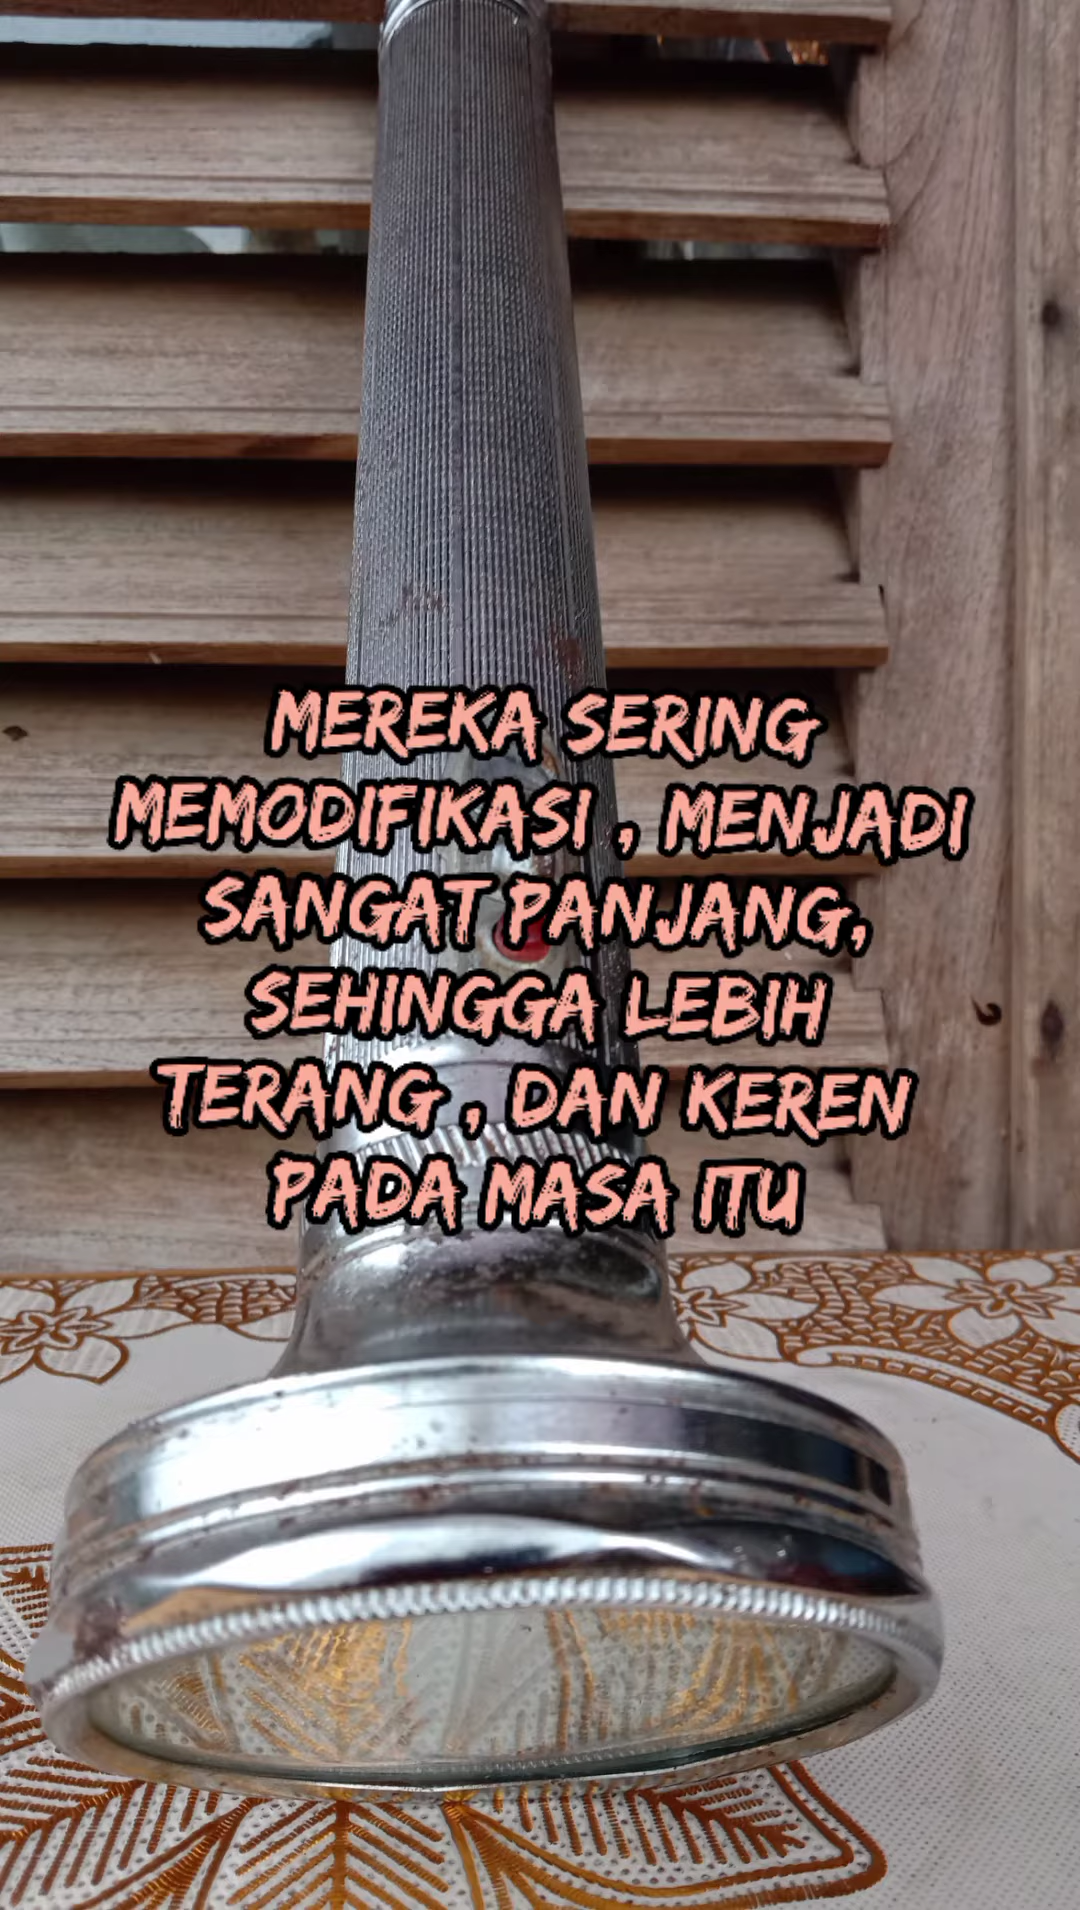 MEREKA SERING
MEMODIFIKASI , MENJADI
SANGAT PANJANG,
SEHINGGA LEBIH
TERANG , DAN KEREN
PADA MASA ITU